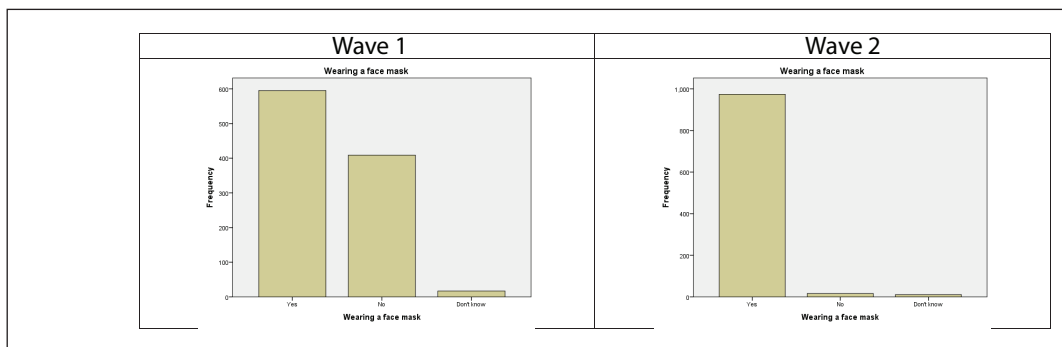 Wave 1
Wave 2
Wearing a face mask
600
500
400
300
200
100
0
Frequency
Yes
No
Don't know
Wearing a face mask
Wearing a face mask
1,000
800
600
400
200
0
Frequency
Yes
No
Don't know
Wearing a face mask